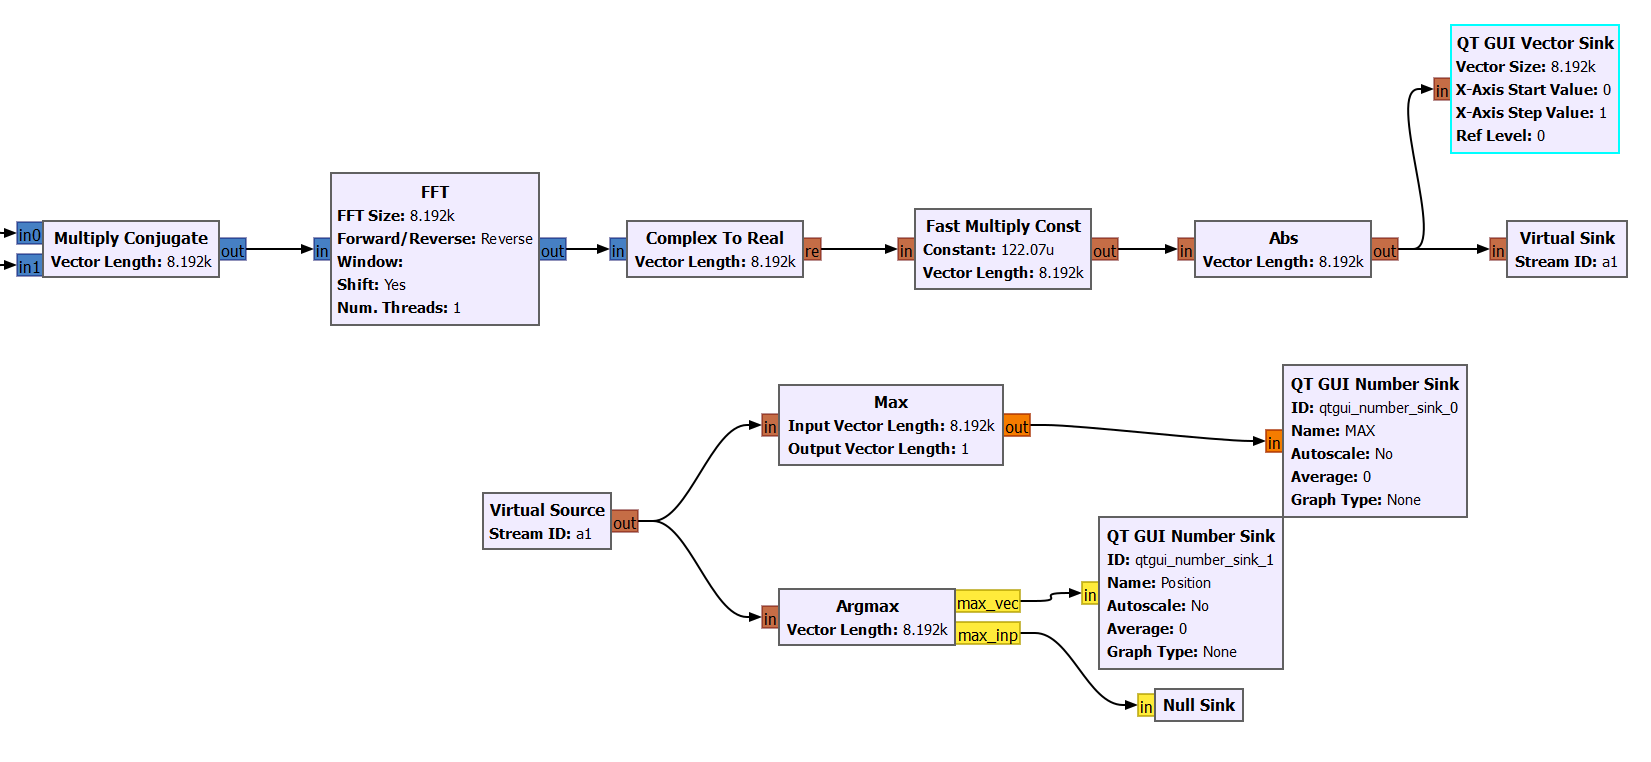 QT GUI Vector Sink
Vector Size: 8.192k
in
X-Axis Start Value: 0
X-Axis Step Value: 1
Ref Level: 0
in0
in1
Multiply Conjugate
Vector Length: 8.192k
out
in
FFT
FFT Size: 8.192k
Forward/Reverse: Reverse
Window:
Shift: Yes
Num. Threads: 1
out
in
Complex To Real
Vector Length: 8.192k
re
in
Fast Multiply Const
Constant: 122.07u
Vector Length: 8.192k
out
in
Abs
Vector Length: 8.192k
out
in
Virtual Sink
Stream ID: a1
Virtual Source
Stream ID: a1
out
in
Max
Input Vector Length: 8.192k
Output Vector Length: 1
out
in
QT GUI Number Sink
ID: qtgui_number_sink_0
Name: MAX
Autoscale: No
Average: 0
Graph Type: None
in
Argmax
Vector Length: 8.192k
max_vec
max_inp
in
QT GUI Number Sink
ID: qtgui_number_sink_1
Name: Position
Autoscale: No
Average: 0
Graph Type: None
in
Null Sink